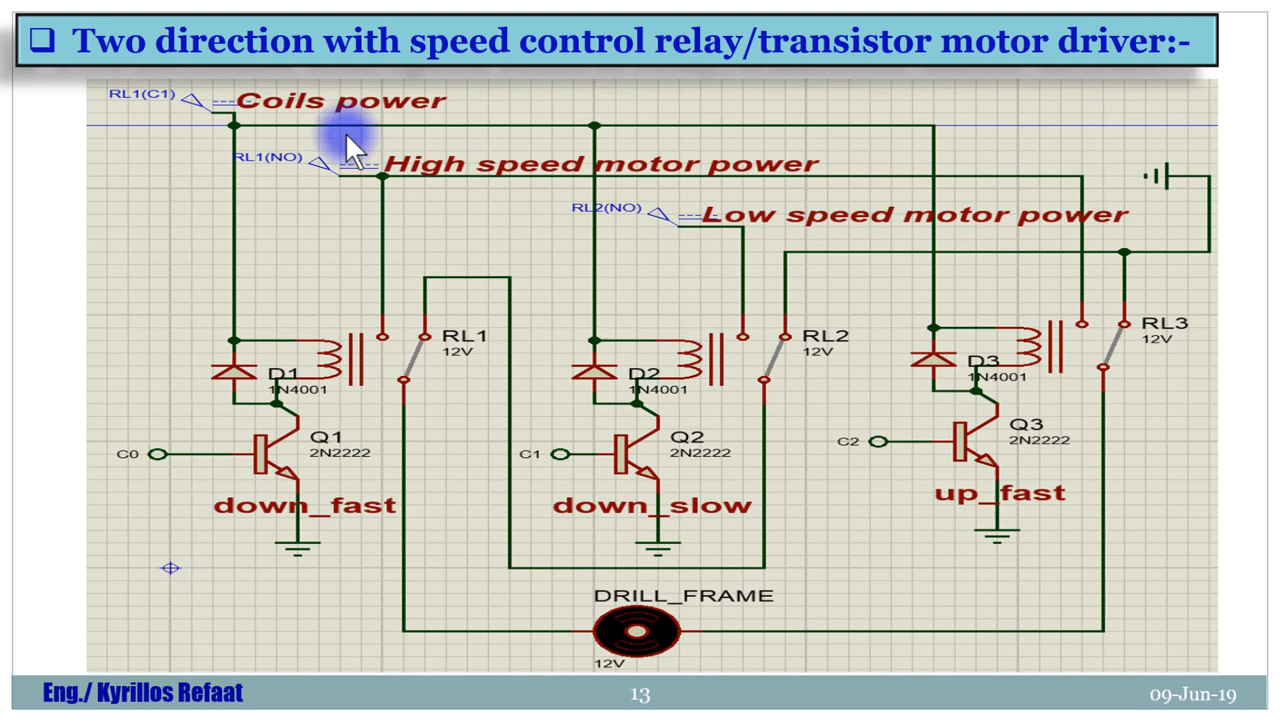 Two direction with speed control relay/transistor motor driver:-
RL1(C1)
Coils power
RL1(NO)
High speed motor power
RL2(NO)
Low speed motor power
RL1
12V
RL2
12V
RL3
12V
D1
1N4001
D2
1N4001
D3
1N4001
C0
Q1
2N2222
C1
Q2
2N2222
C2
Q3
2N2222
down_fast
down_slow
up_fast
DRILL_FRAME
12V
Eng./ Kyrillos Refaat
13
09-Jun-19